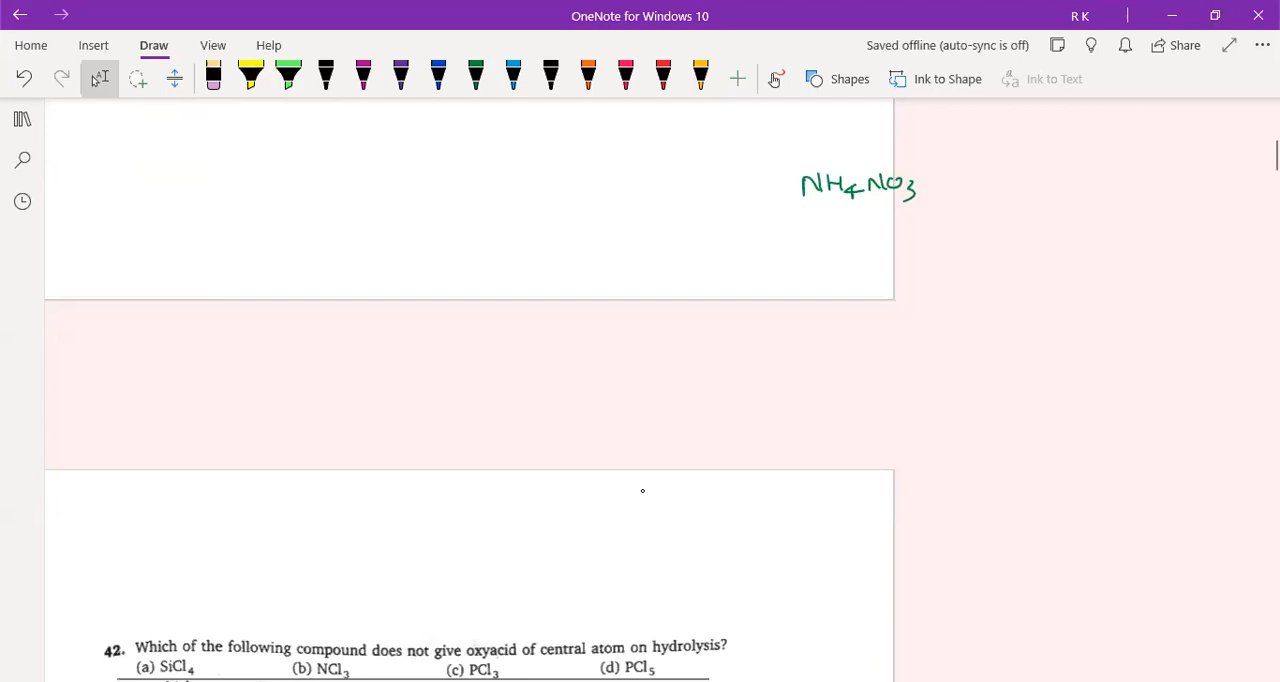 OneNote for Windows 10
R K
Home Insert Draw View Help
Saved offline (auto-sync is off) Share
Shapes Ink to Shape Ink to Text
NH₄NO₃
42. Which of the following compound does not give oxyacid of central atom on hydrolysis?
(a) SiCl₄ (b) NCl₃ (c) PCl₃ (d) PCl₅